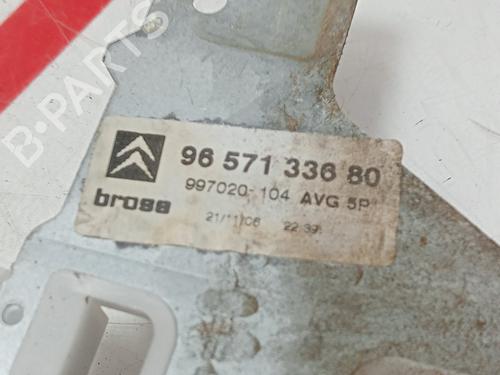 B-PARTS
96 571 336 80
997020-104 AVG 5P
brose
21/11/06 22:39